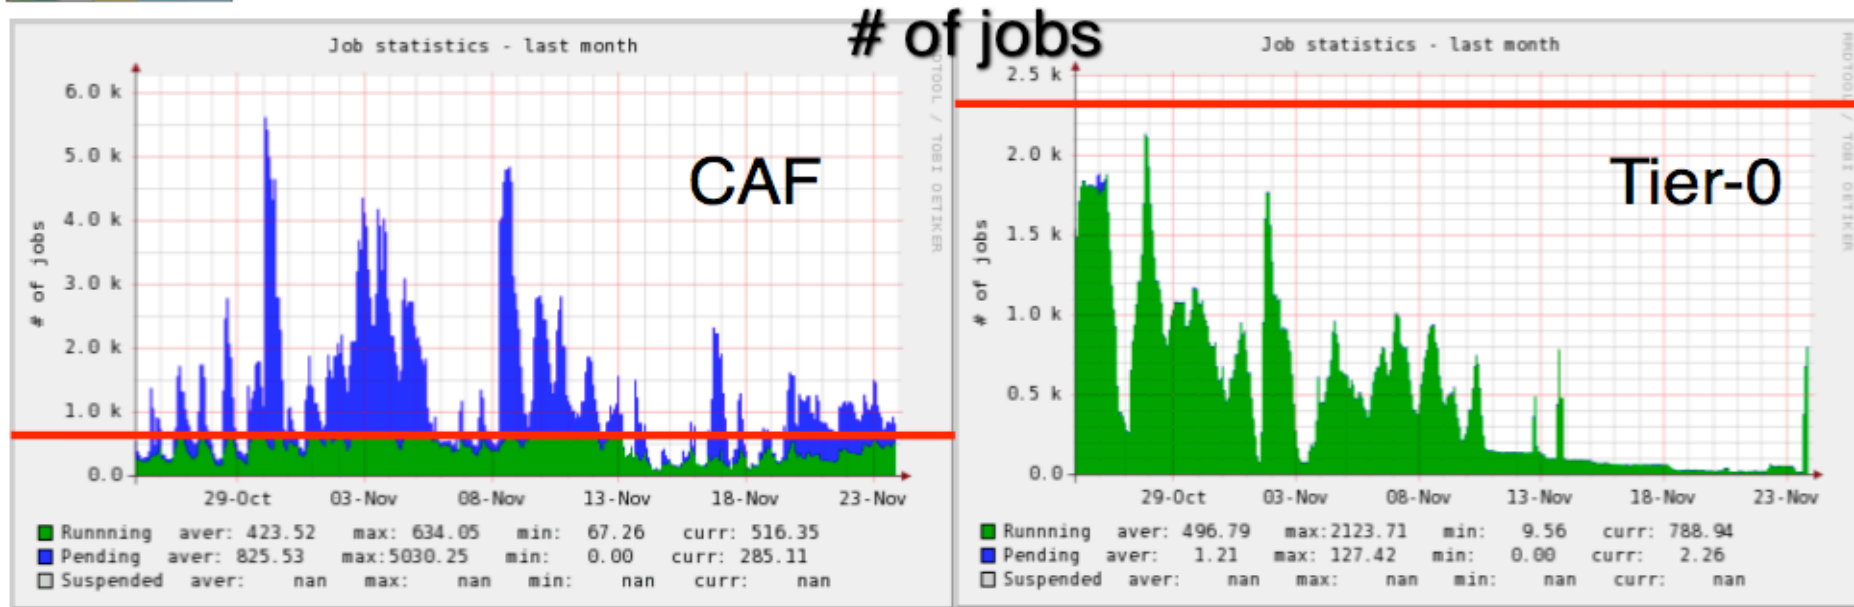 # of jobs
Job statistics - last month
6.0 k
5.0 k
4.0 k
3.0 k
2.0 k
1.0 k
0.0
# of jobs
CAF
29-Oct 03-Nov 08-Nov 13-Nov 18-Nov 23-Nov
Runnning aver: 423.52 max: 634.05 min: 67.26 curr: 516.35
Pending aver: 825.53 max:5030.25 min: 0.00 curr: 285.11
Suspended aver: nan max: nan min: nan curr: nan
OTOOL / TOBI OETIKER
Job statistics - last month
2.5 k
2.0 k
1.5 k
1.0 k
0.5 k
0.0
# of jobs
Tier-0
29-Oct 03-Nov 08-Nov 13-Nov 18-Nov 23-Nov
Runnning aver: 496.79 max:2123.71 min: 9.56 curr: 788.94
Pending aver: 1.21 max: 127.42 min: 0.00 curr: 2.26
Suspended aver: nan max: nan min: nan curr: nan
RRDTOOL / TOBI OETIKER